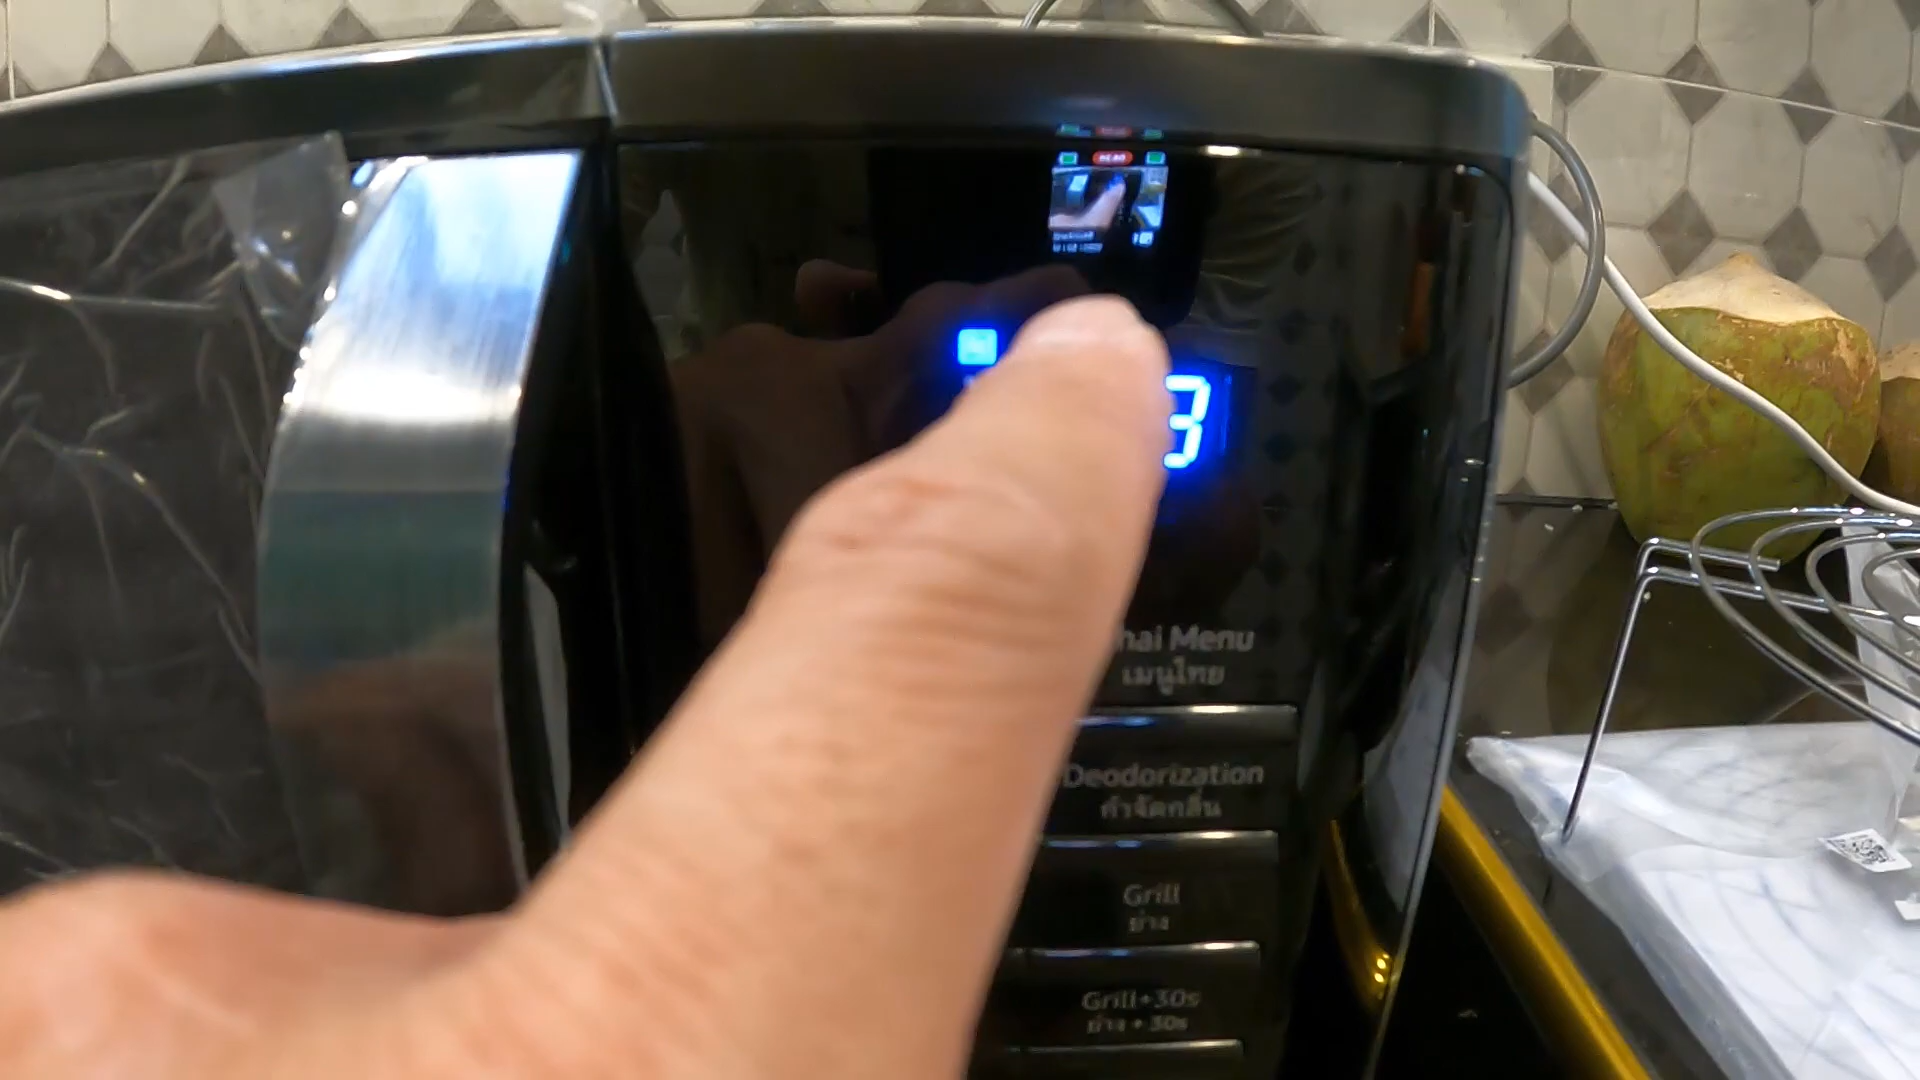 3
hai Menu
เมนูไทย
Deodorization
กำจัดกลิ่น
Grill
ย่าง
Grill+30s
ย่าง + 30s